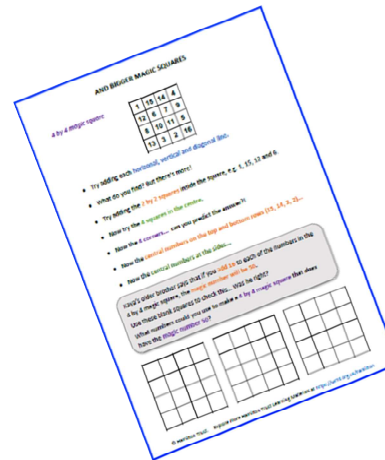 AND BIGGER MAGIC SQUARES
4 by 4 magic square
1 15 14 4
12 6 7 9
8 10 11 5
13 3 2 16
Try adding each horizontal, vertical and diagonal line.
What do you find? But there's more!
Try adding the 2 by 2 squares inside the square, e.g. 1, 15, 12 and 6.
Now try the 4 squares in the centre.
Now the 4 corners... can you predict the answer?
Now the central numbers on the top and bottom rows (15, 14, 3, 2)...
Now the central numbers at the sides...
older brother says that if you add to each of the numbers in the
4 by 4 magic square, the magic number will be
Use these blank squares to check this... Was he right?
What numbers could you use to make a 4 by 4 magic square that does
have the magic number
© Hamilton Trust